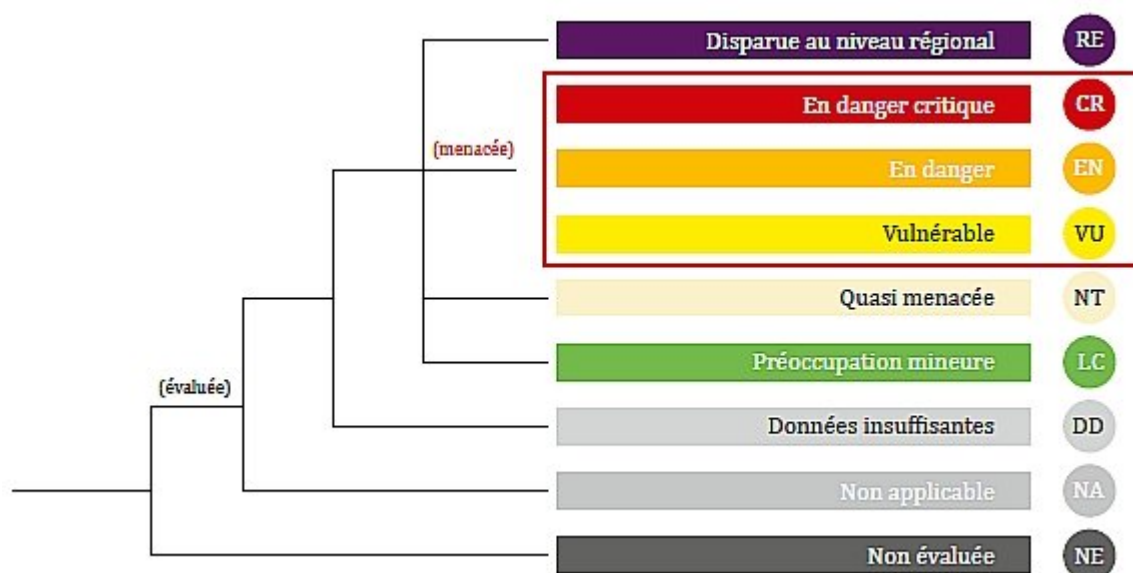 Disparue au niveau régional RE
En danger critique CR
(menacée)
En danger EN
Vulnérable VU
Quasi menacée NT
Préoccupation mineure LC
(évaluée)
Données insuffisantes DD
Non applicable NA
Non évaluée NE